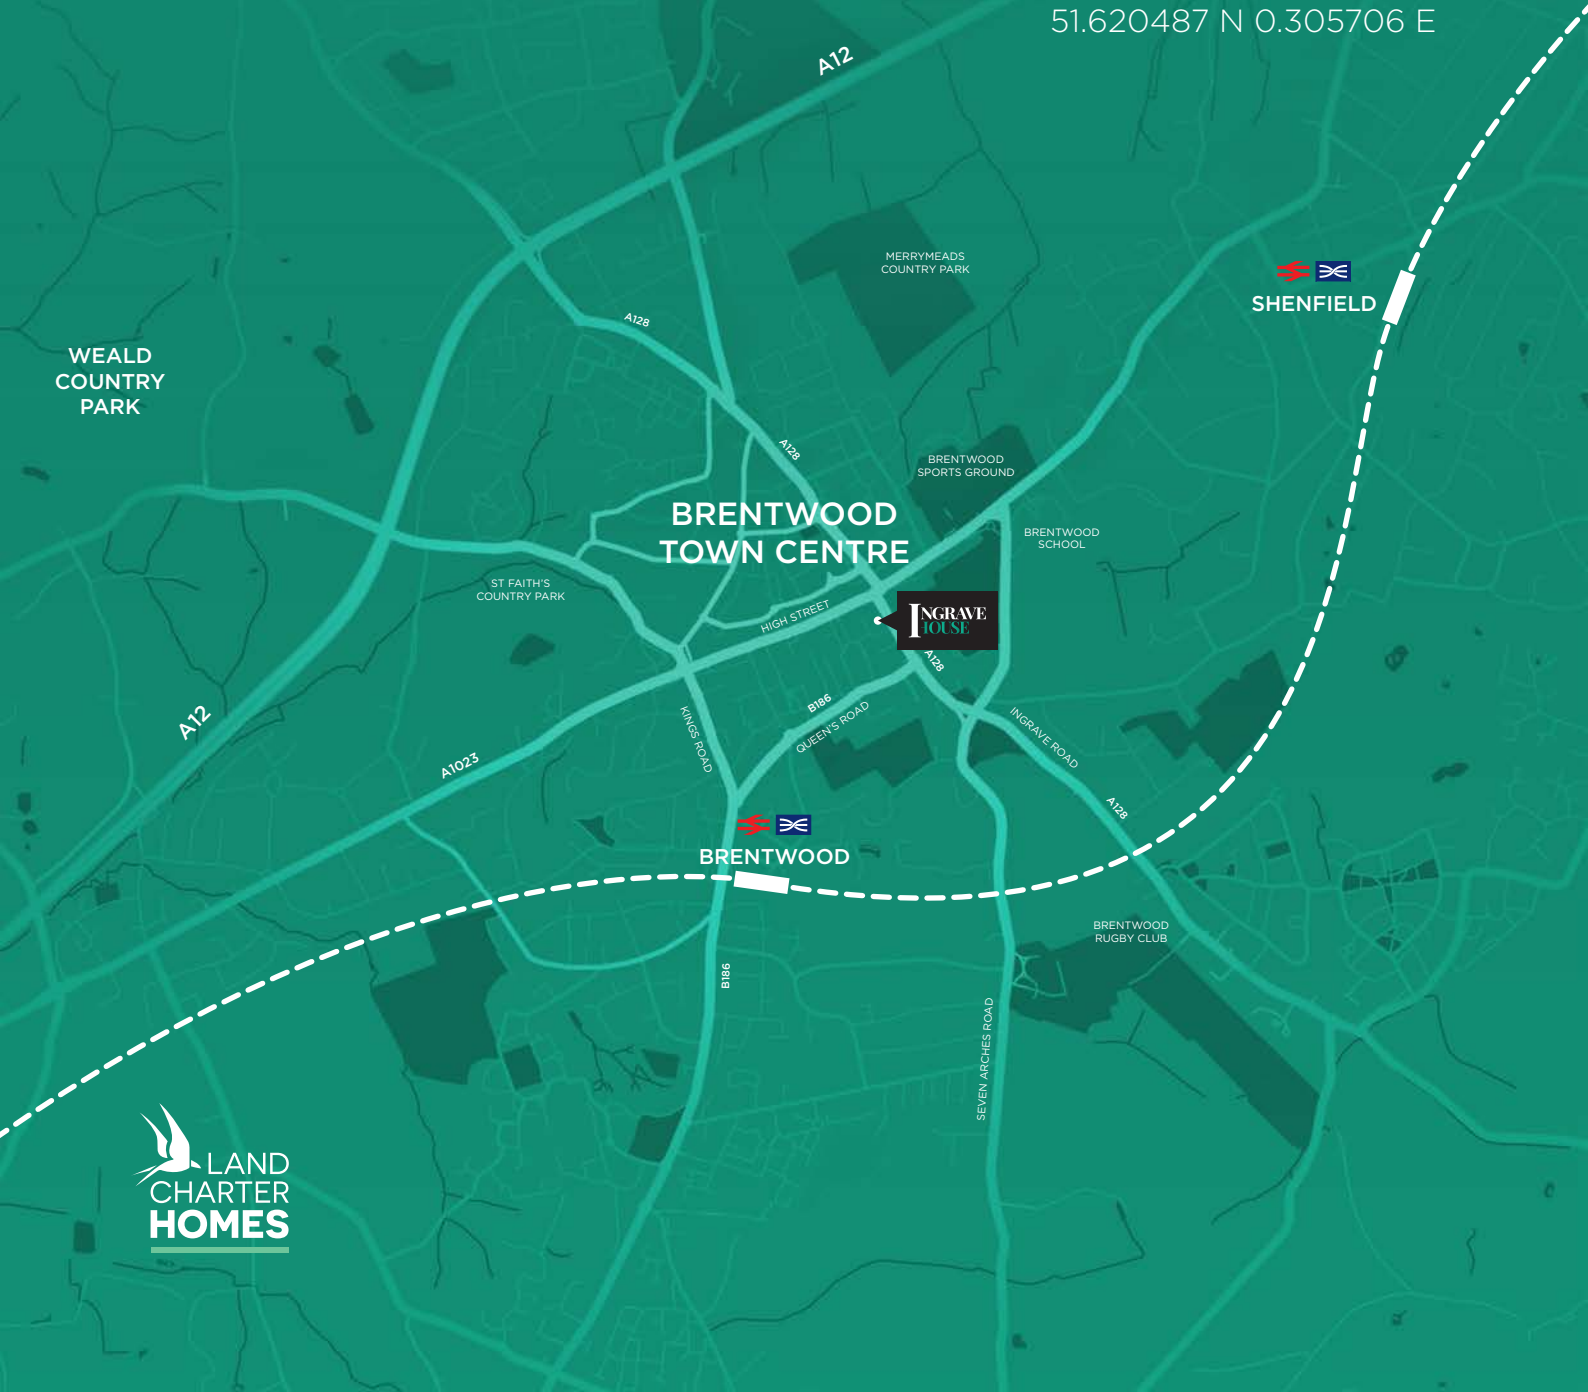 51.620487 N 0.305706 E
A12
MERRYMEADS
COUNTRY PARK
SHENFIELD
A128
WEALD
COUNTRY
PARK
A128
BRENTWOOD
SPORTS GROUND
BRENTWOOD
TOWN CENTRE
BRENTWOOD
SCHOOL
ST FAITH'S
COUNTRY PARK
HIGH STREET
INGRAVE
HOUSE
A128
B186
QUEEN'S ROAD
KINGS ROAD
INGRAVE ROAD
A12
A1023
A128
BRENTWOOD
BRENTWOOD
RUGBY CLUB
B186
SEVEN ARCHES ROAD
LAND
CHARTER
HOMES